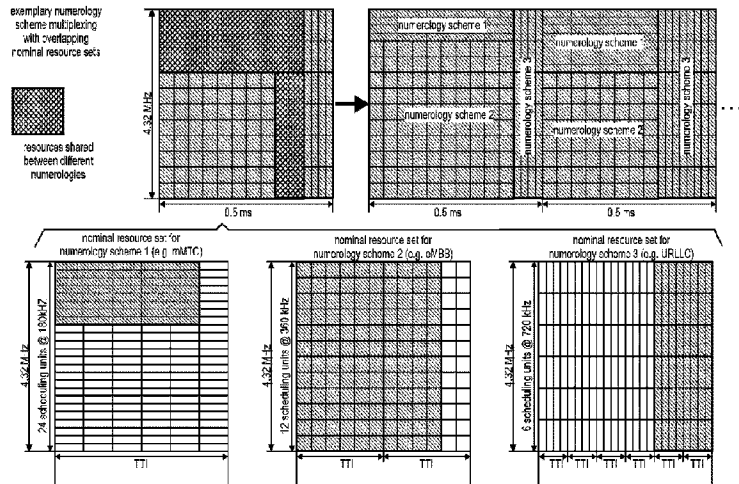 exemplary numerology
scheme multiplexing
with overlapping
nominal resource sets
resources shared
between different
numerologies
4.32 MHz
0.5 ms
numerology scheme 1
numerology scheme 2
numerology scheme 3
numerology scheme 1
numerology scheme 2
numerology scheme 3
...
0.5 ms
0.5 ms
nominal resource set for
numerology scheme 1 (e.g. mMTC)
4.32 MHz
24 scheduling units @ 180kHZ
TTI
nominal resource set for
numerology scheme 2 (e.g. eMBB)
4.32 MHz
12 scheduling units @ 360 kHz
TTI
TTI
nominal resource set for
numerology scheme 3 (e.g. URLLC)
4.32 MHz
6 scheduling units @ 720 kHz
TTI
TTI
TTI
TTI
TTI
TTI